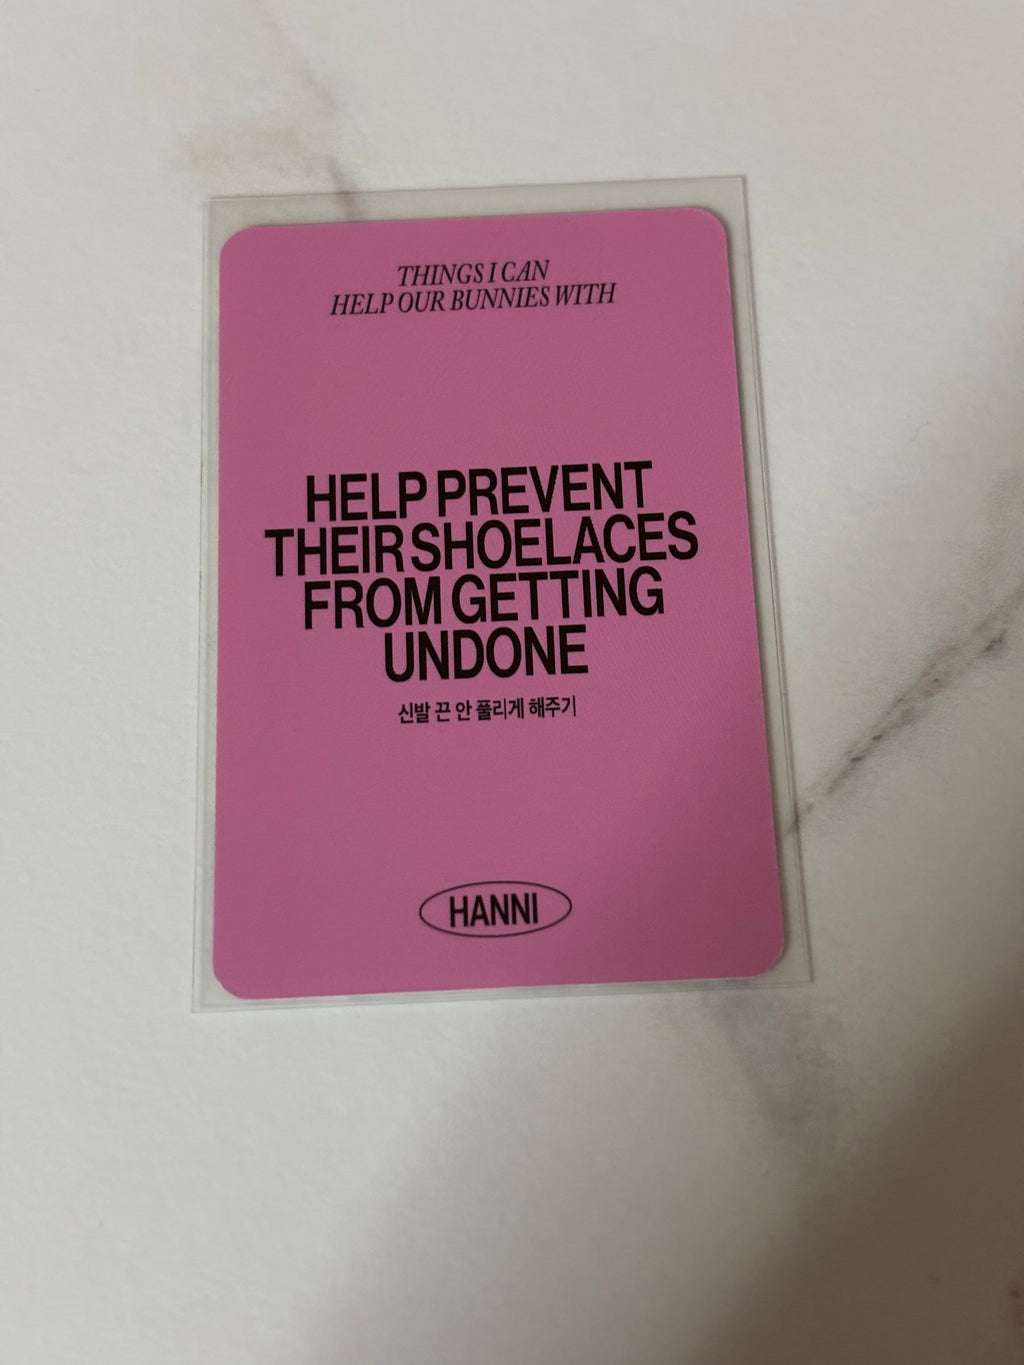 THINGS I CAN
HELP OUR BUNNIES WITH
HELP PREVENT
THEIR SHOELACES
FROM GETTING
UNDONE
신발 끈 안 풀리게 해주기
HANNI